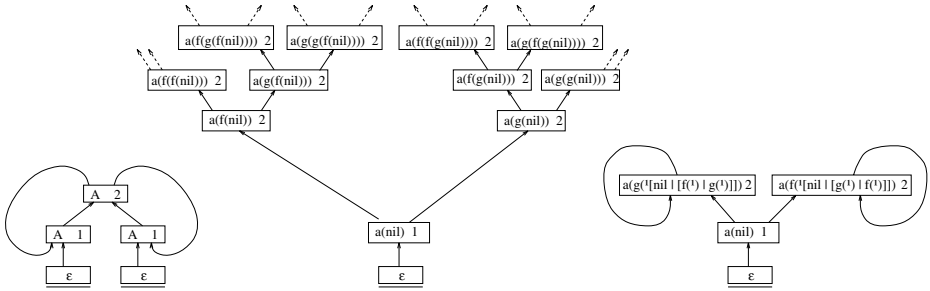 a(f(g(f(nil)))) 2
a(g(g(f(nil)))) 2
a(f(f(g(nil)))) 2
a(g(f(g(nil)))) 2
a(f(f(nil))) 2
a(g(f(nil))) 2
a(f(g(nil))) 2
a(g(g(nil))) 2
a(f(nil)) 2
a(g(nil)) 2
A 2
a(g(¹[nil | [f(¹) | g(¹)]]) 2
a(f(¹[nil | [g(¹) | f(¹)]]) 2
A 1
A 1
a(nil) 1
a(nil) 1
ε
ε
ε
ε